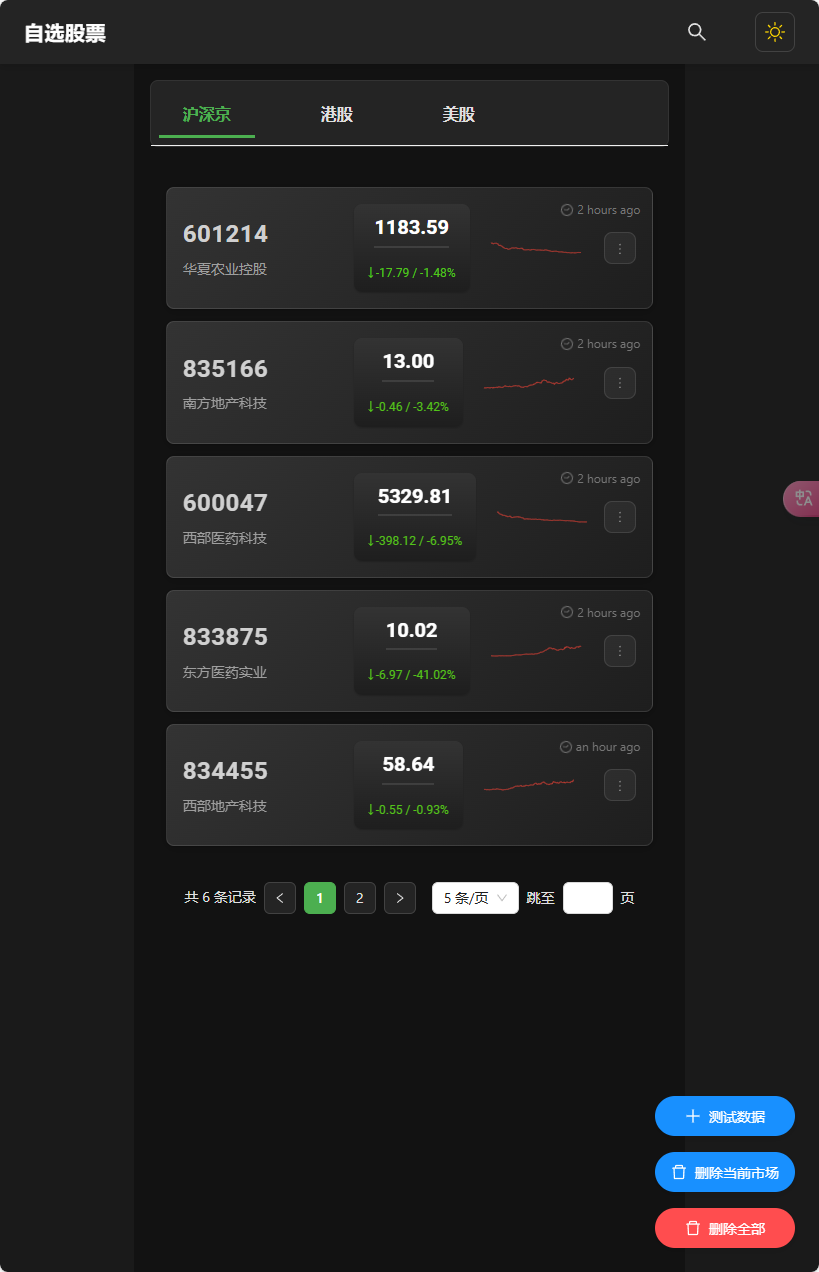 自选股票
沪深京 港股 美股
2 hours ago
601214 1183.59
华夏农业控股 ↓-17.79 / -1.48%
2 hours ago
835166 13.00
南方地产科技 ↓-0.46 / -3.42%
2 hours ago
600047 5329.81
西部医药科技 ↓-398.12 / -6.95%
2 hours ago
833875 10.02
东方医药实业 ↓-6.97 / -41.02%
an hour ago
834455 58.64
西部地产科技 ↓-0.55 / -0.93%
共 6 条记录 < 1 2 > 5 条/页 跳至 页
测试数据
删除当前市场
删除全部